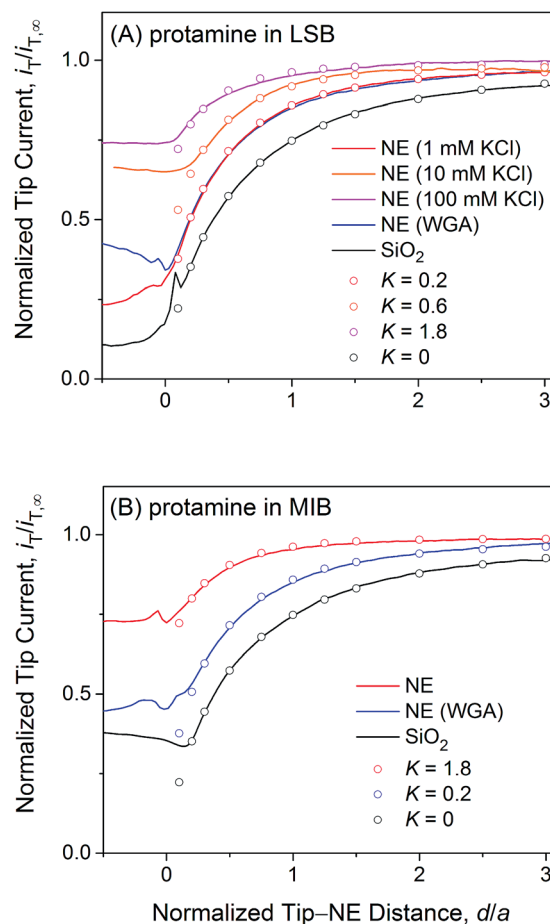 (A) protamine in LSB
Normalized Tip Current, iT/iT,∞
1.0
0.5
0.0
NE (1 mM KCl)
NE (10 mM KCl)
NE (100 mM KCl)
NE (WGA)
SiO2
K = 0.2
K = 0.6
K = 1.8
K = 0
0 1 2 3
(B) protamine in MIB
Normalized Tip Current, iT/iT,∞
1.0
0.5
0.0
NE
NE (WGA)
SiO2
K = 1.8
K = 0.2
K = 0
0 1 2 3
Normalized Tip–NE Distance, d/a